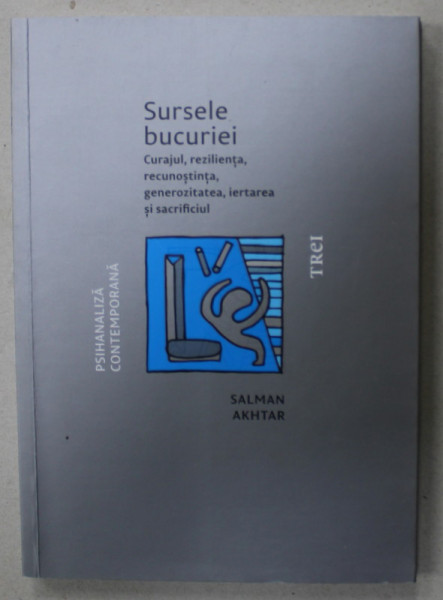 Sursele
bucuriei
Curajul, reziliența,
recunoștința,
generozitatea, iertarea
și sacrificiul
PSIHANALIZĂ
CONTEMPORANĂ
TREI
SALMAN
AKHTAR